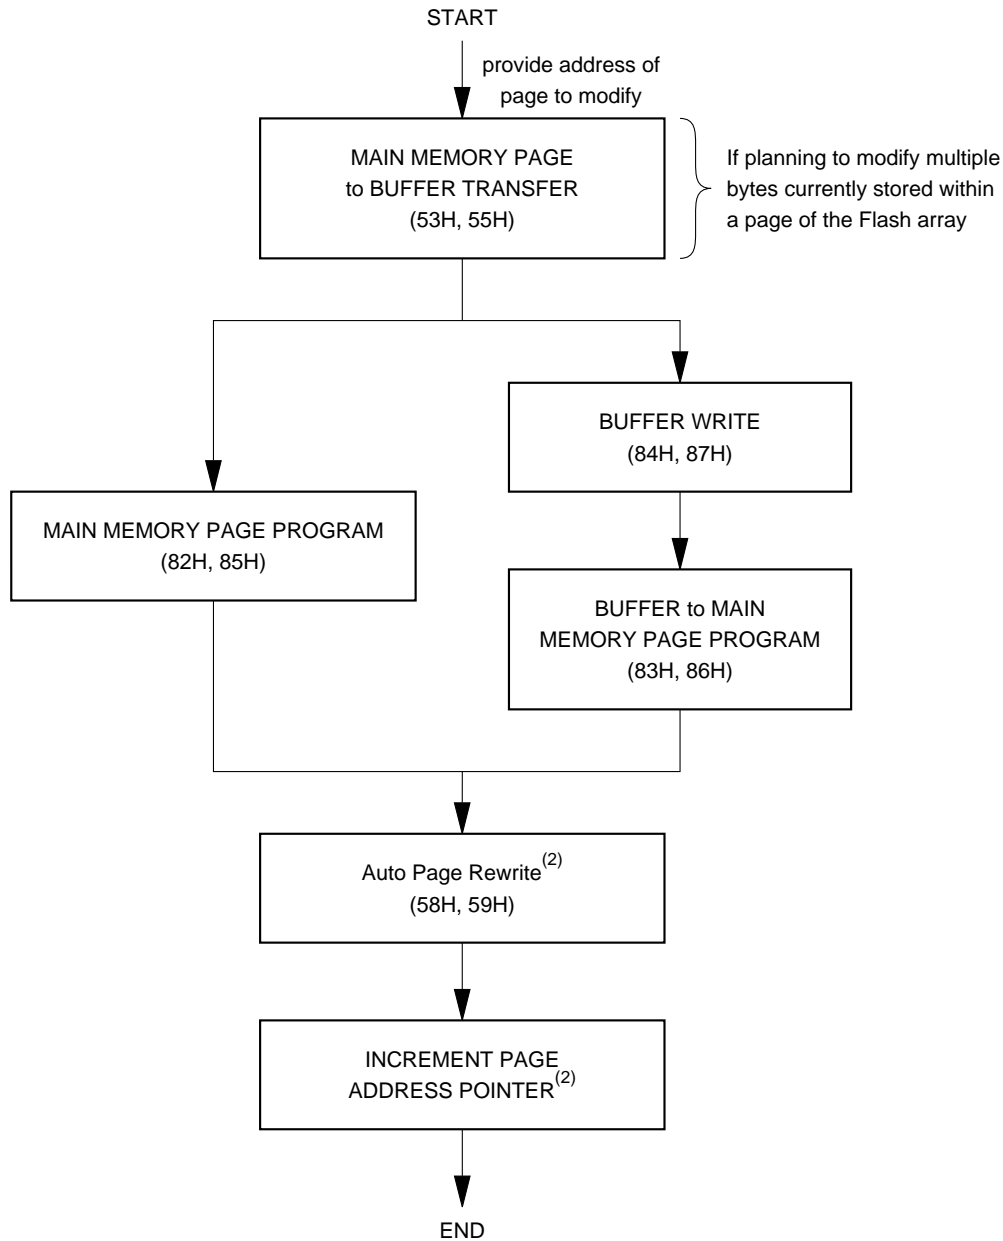 START
provide address of
page to modify
MAIN MEMORY PAGE
to BUFFER TRANSFER
(53H, 55H)
If planning to modify multiple
bytes currently stored within
a page of the Flash array
BUFFER WRITE
(84H, 87H)
MAIN MEMORY PAGE PROGRAM
(82H, 85H)
BUFFER to MAIN
MEMORY PAGE PROGRAM
(83H, 86H)
Auto Page Rewrite(2)
(58H, 59H)
INCREMENT PAGE
ADDRESS POINTER(2)
END